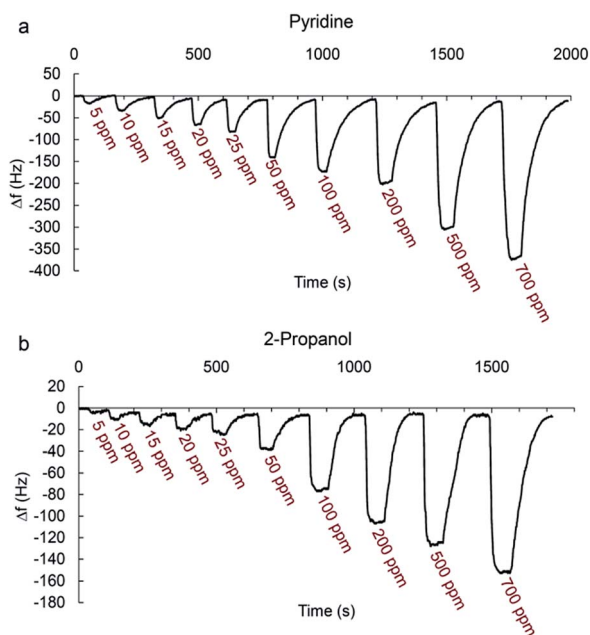 a
Pyridine
0 500 1000 1500 2000
50
0
-50
-100
-150
-200
-250
-300
-350
-400
Δf (Hz)
5 ppm
10 ppm
15 ppm
20 ppm
25 ppm
50 ppm
100 ppm
200 ppm
500 ppm
700 ppm
Time (s)
b
2-Propanol
0 500 1000 1500
20
0
-20
-40
-60
-80
-100
-120
-140
-160
-180
Δf (Hz)
5 ppm
10 ppm
15 ppm
20 ppm
25 ppm
50 ppm
100 ppm
200 ppm
500 ppm
700 ppm
Time (s)